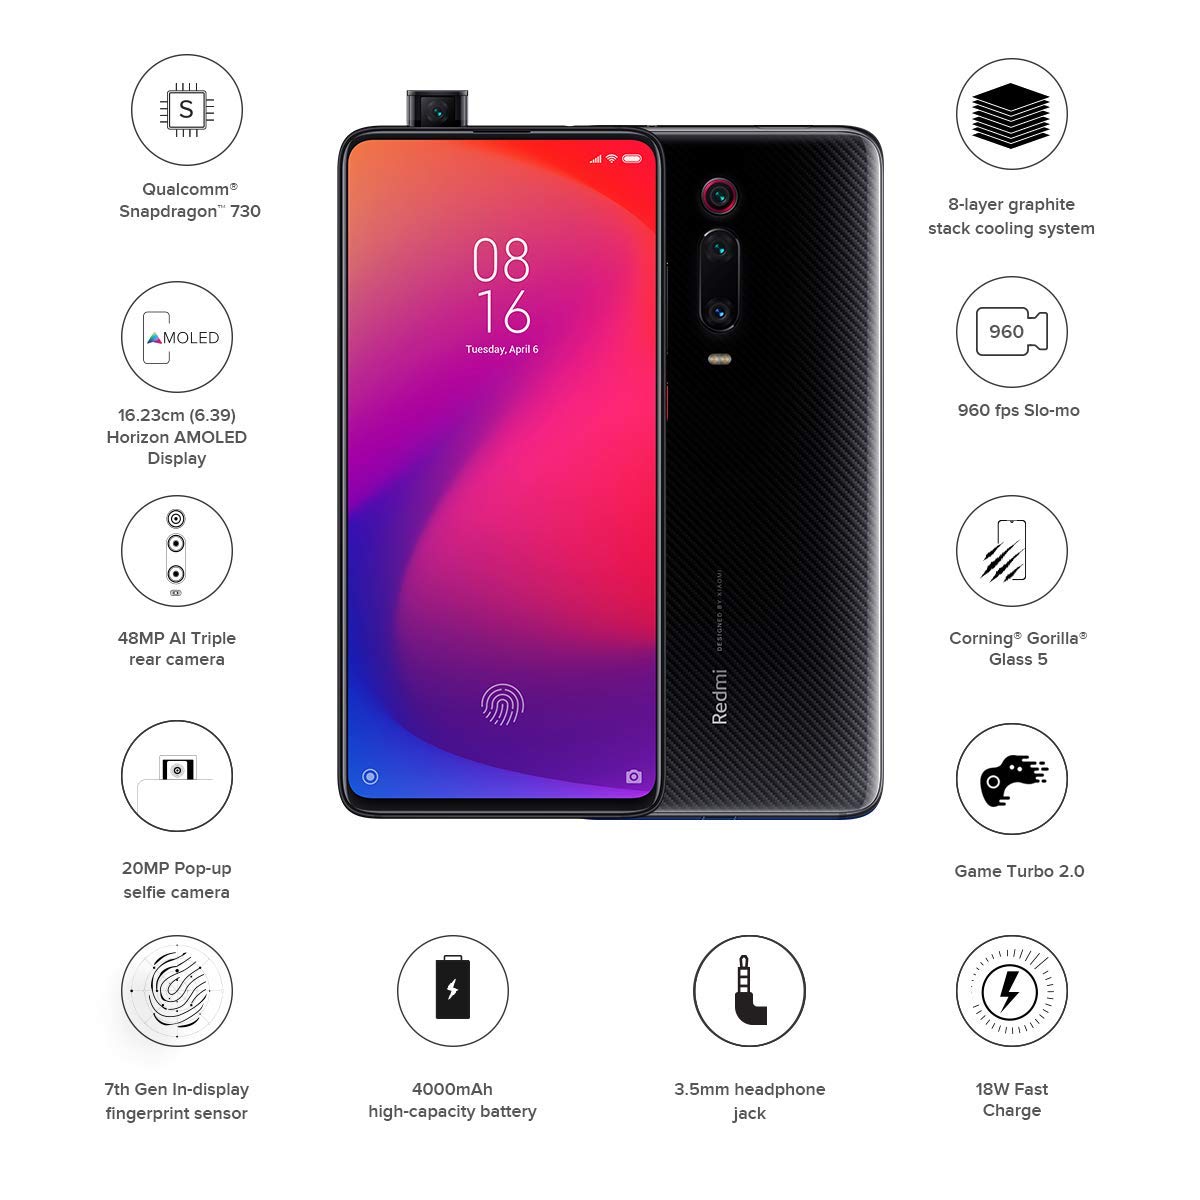 S
Qualcomm®
Snapdragon™ 730
AMOLED
16.23cm (6.39)
Horizon AMOLED
Display
48MP AI Triple
rear camera
20MP Pop-up
selfie camera
7th Gen In-display
fingerprint sensor
08
16
Tuesday, April 6
Redmi
DESIGNED BY XIAOMI
4000mAh
high-capacity battery
3.5mm headphone
jack
8-layer graphite
stack cooling system
960
960 fps Slo-mo
Corning® Gorilla®
Glass 5
Game Turbo 2.0
18W Fast
Charge